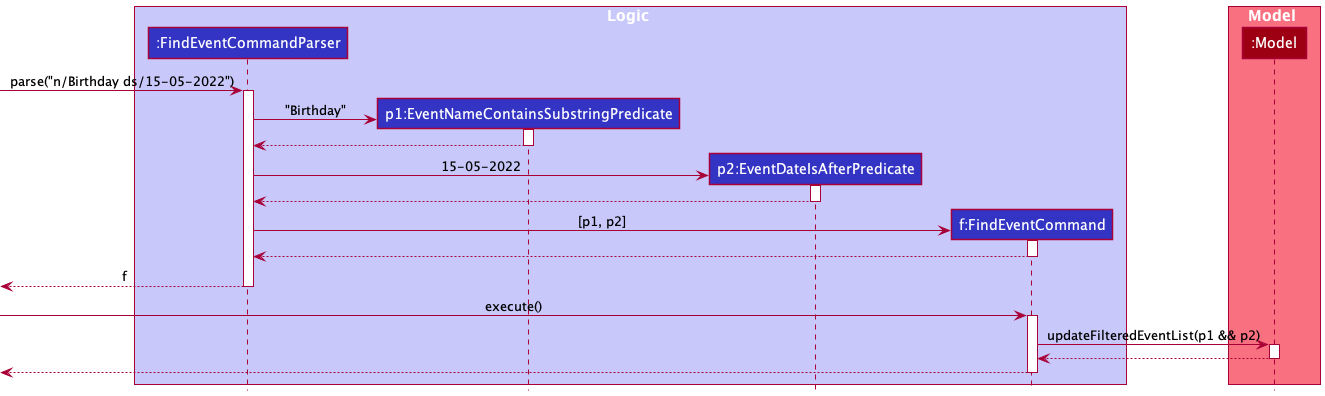 Logic
Model
:FindEventCommandParser
:Model
parse("n/Birthday ds/15-05-2022")
"Birthday"
p1:EventNameContainsSubstringPredicate
15-05-2022
p2:EventDateIsAfterPredicate
[p1, p2]
f:FindEventCommand
f
execute()
updateFilteredEventList(p1 && p2)